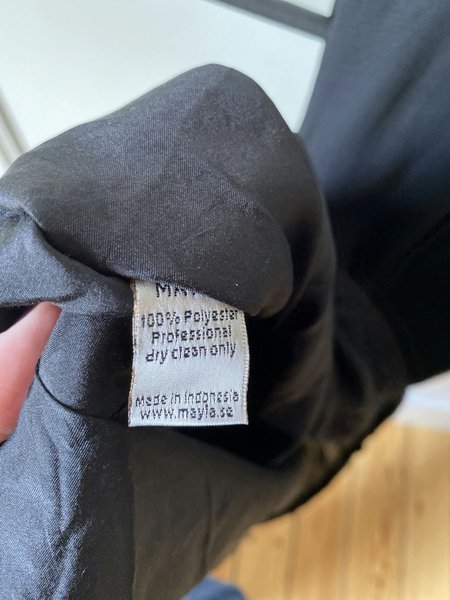 100% Polyester
Professional
dry clean only
Made in Indonesia
www.mayla.se